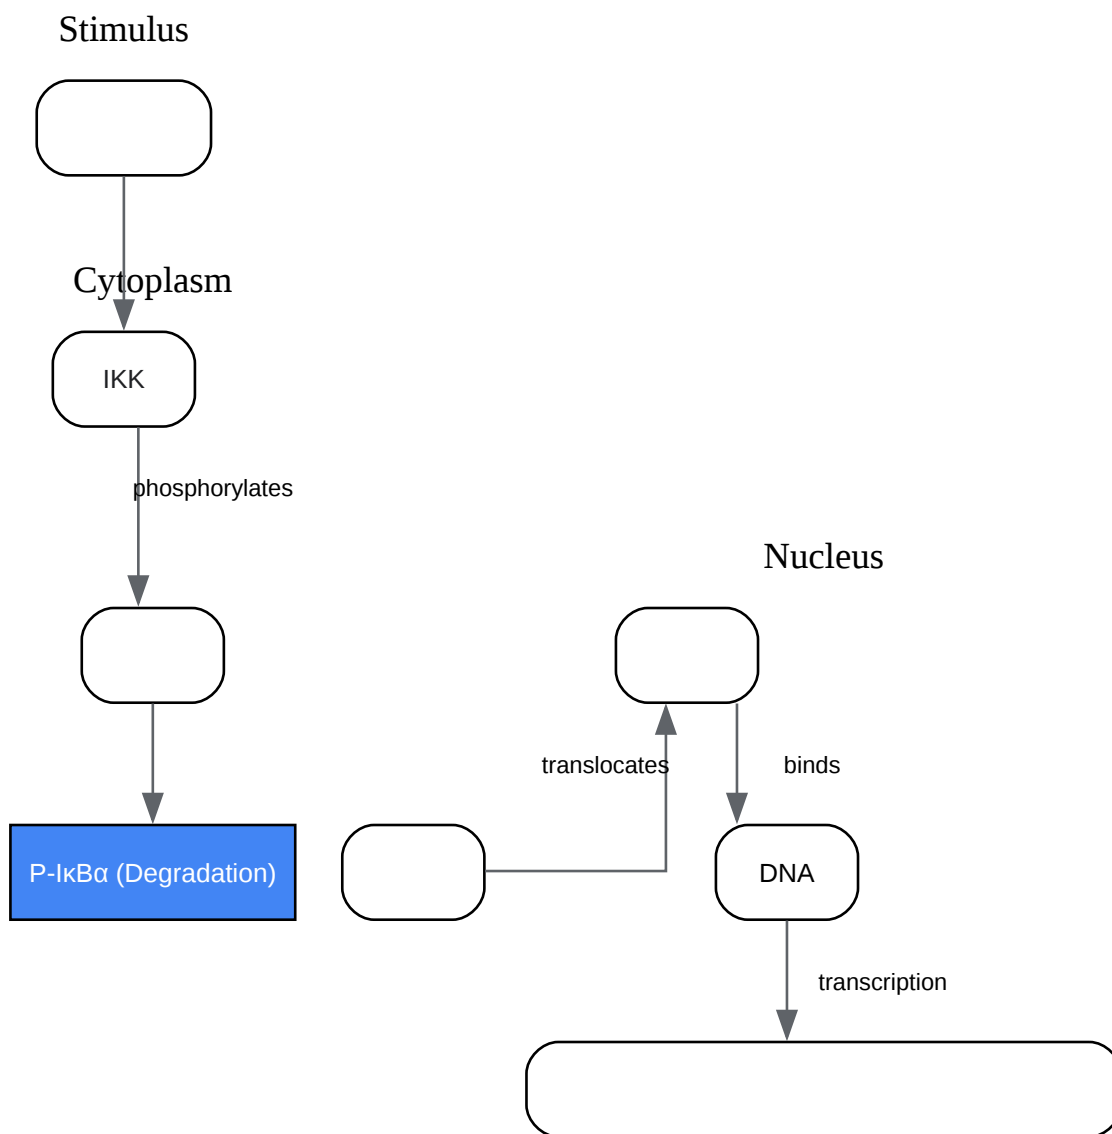 Stimulus
Cytoplasm
IKK
phosphorylates
Nucleus
translocates
binds
P-IκBα (Degradation)
DNA
transcription